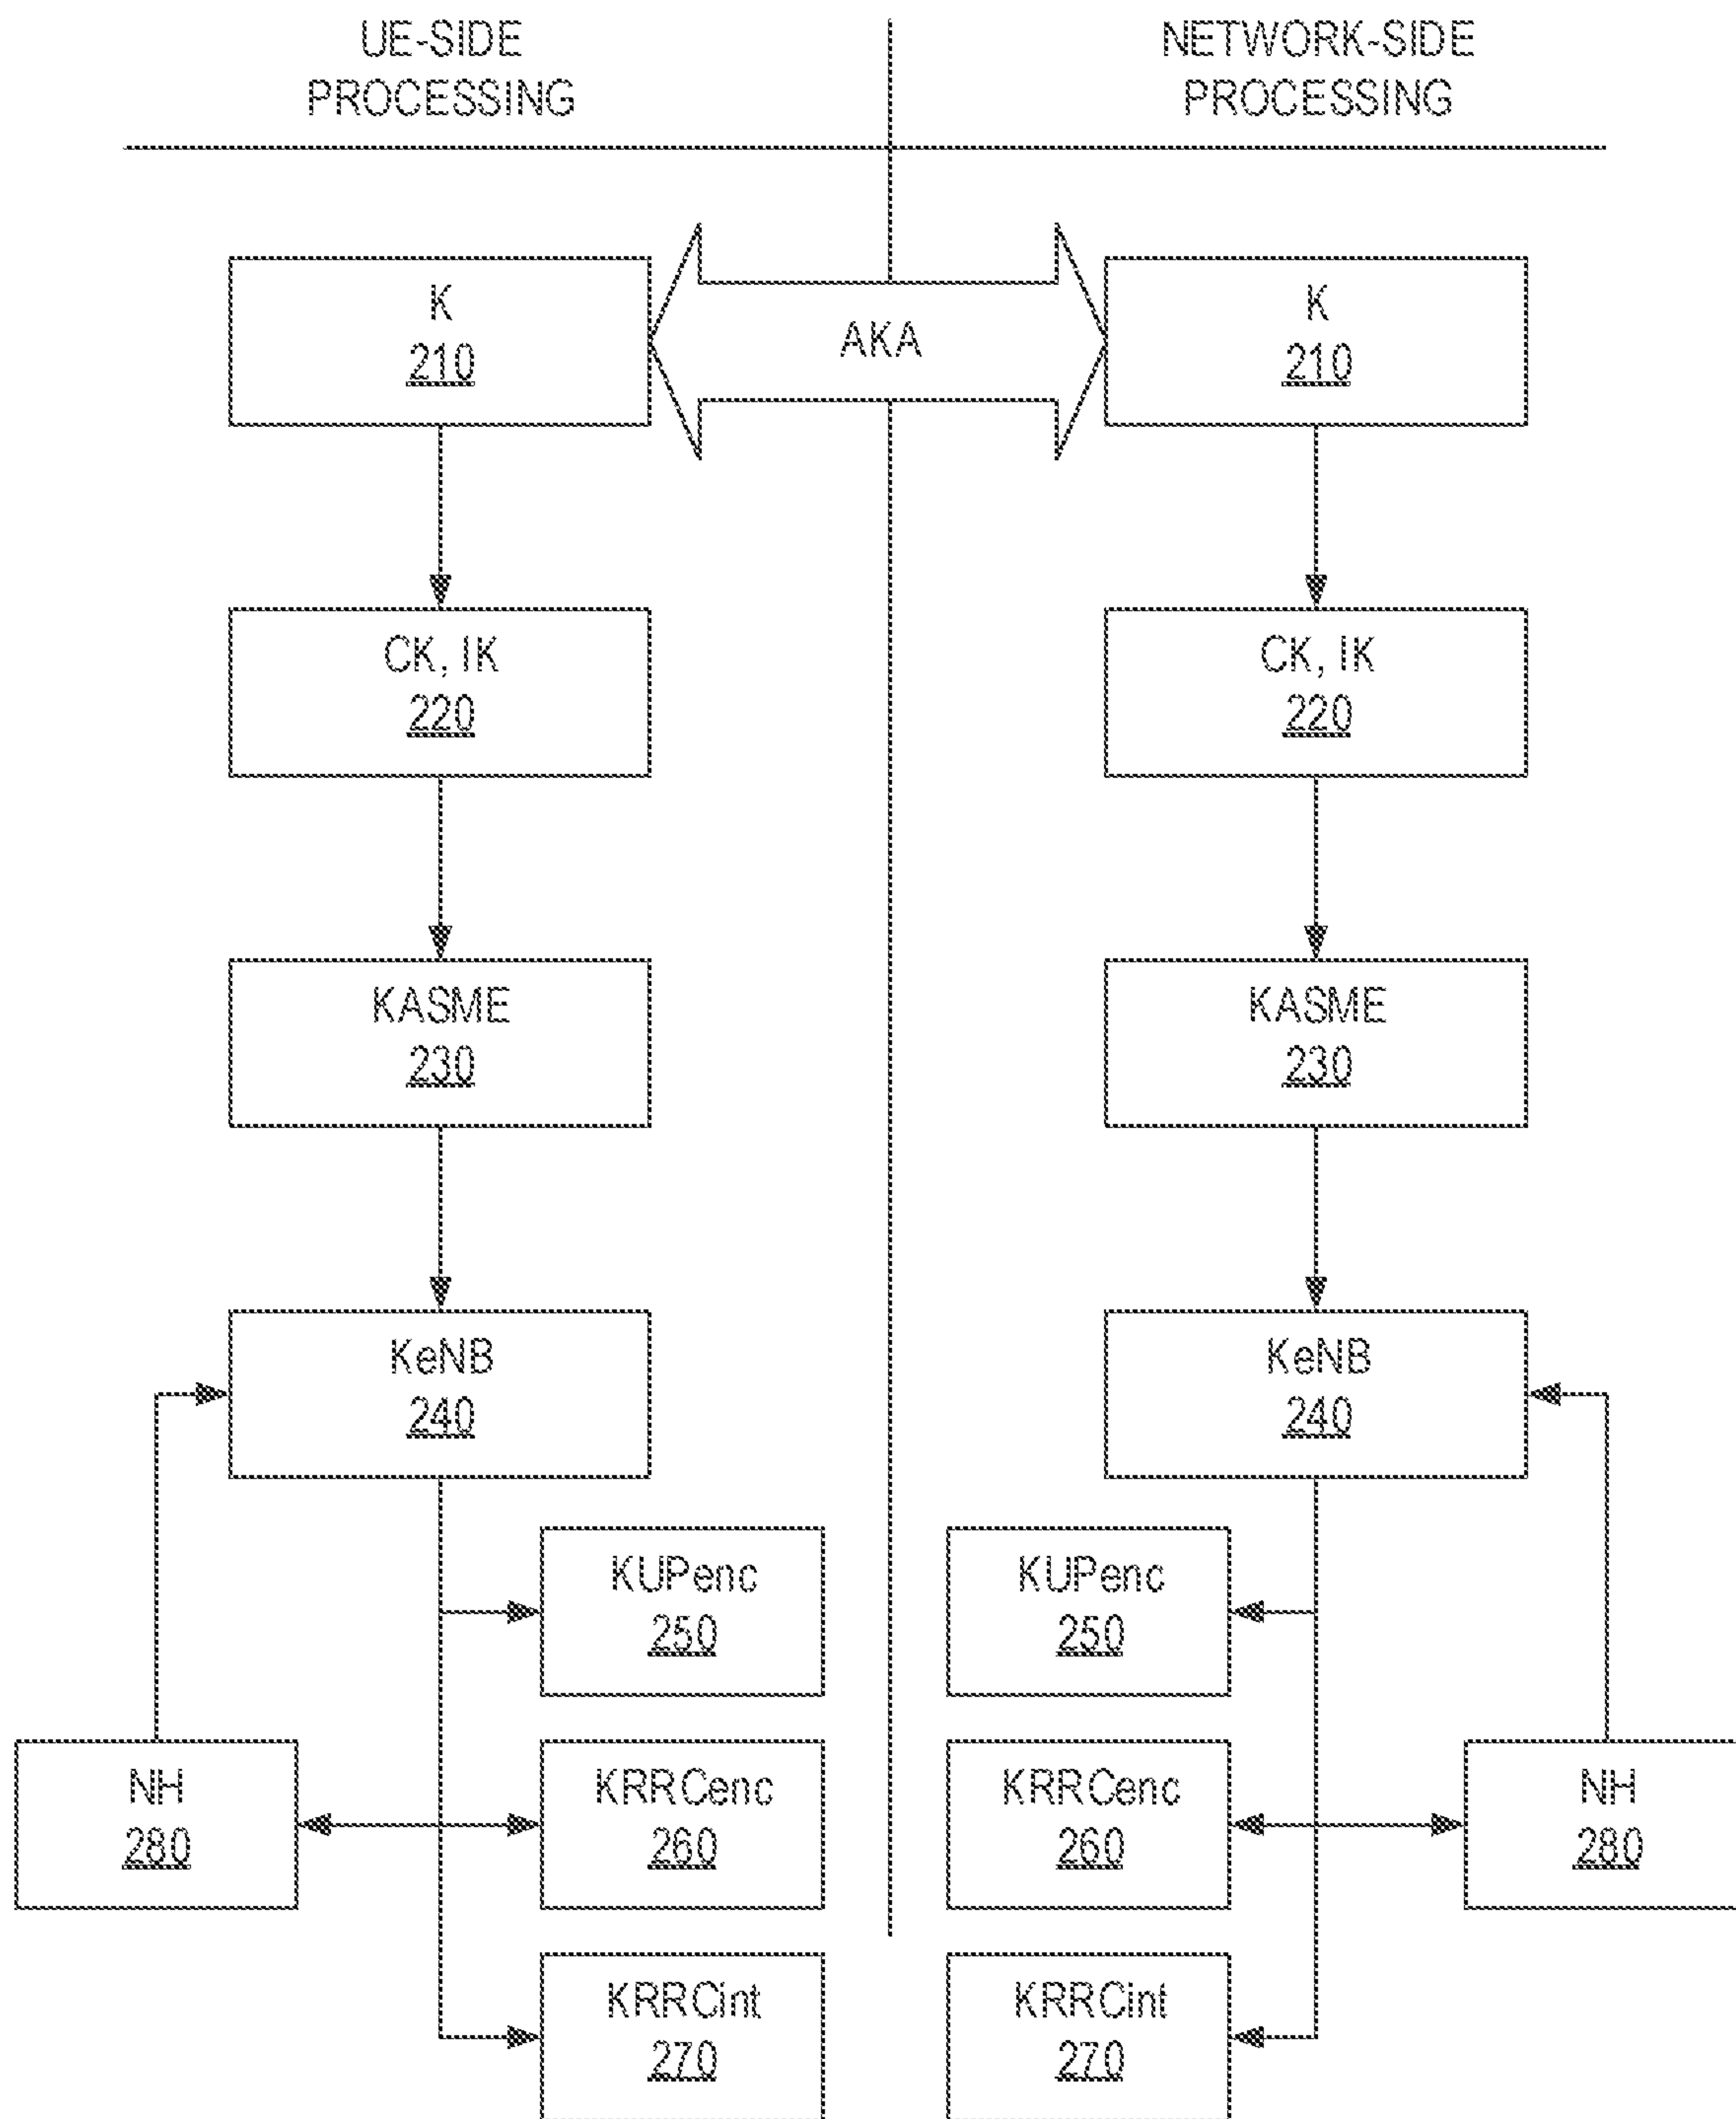 UE-SIDE
PROCESSING
NETWORK-SIDE
PROCESSING
K
210
AKA
K
210
CK, IK
220
CK, IK
220
KASME
230
KASME
230
KeNB
240
KeNB
240
KUPenc
250
KUPenc
250
NH
280
KRRCenc
260
KRRCenc
260
NH
280
KRRCint
270
KRRCint
270